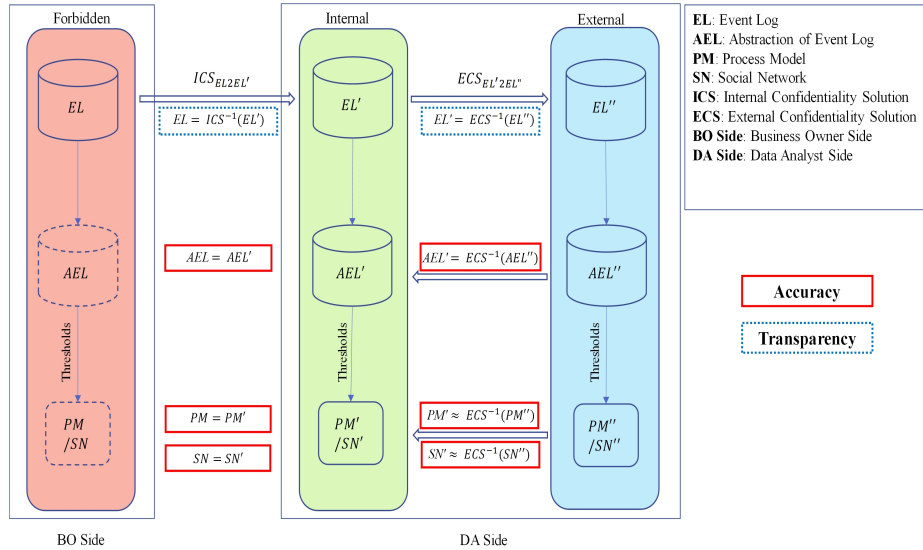 Forbidden
Internal
External
EL: Event Log
AEL: Abstraction of Event Log
PM: Process Model
SN: Social Network
ICS: Internal Confidentiality Solution
ECS: External Confidentiality Solution
BO Side: Business Owner Side
DA Side: Data Analyst Side
EL
ICS_{EL2EL′}
EL = ICS⁻¹(EL′)
EL′
ECS_{EL′2EL"}
EL′ = ECS⁻¹(EL′′)
EL′′
AEL
AEL = AEL′
AEL′
AEL′ = ECS⁻¹(AEL′′)
AEL′′
Accuracy
Transparency
Thresholds
Thresholds
Thresholds
PM
/SN
PM = PM′
SN = SN′
PM′
/SN′
PM′ ≈ ECS⁻¹(PM′′)
SN′ ≈ ECS⁻¹(SN′′)
PM′′
/SN′′
BO Side
DA Side